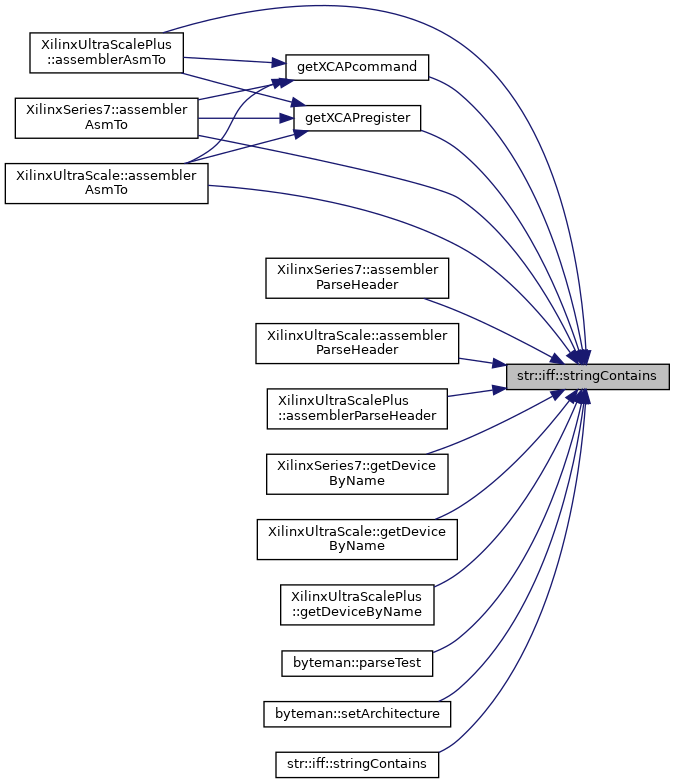 XilinxUltraScalePlus
::assemblerAsmTo
getXCAPcommand
XilinxSeries7::assembler
AsmTo
getXCAPregister
XilinxUltraScale::assembler
AsmTo
XilinxSeries7::assembler
ParseHeader
XilinxUltraScale::assembler
ParseHeader
str::iff::stringContains
XilinxUltraScalePlus
::assemblerParseHeader
XilinxSeries7::getDevice
ByName
XilinxUltraScale::getDevice
ByName
XilinxUltraScalePlus
::getDeviceByName
byteman::parseTest
byteman::setArchitecture
str::iff::stringContains